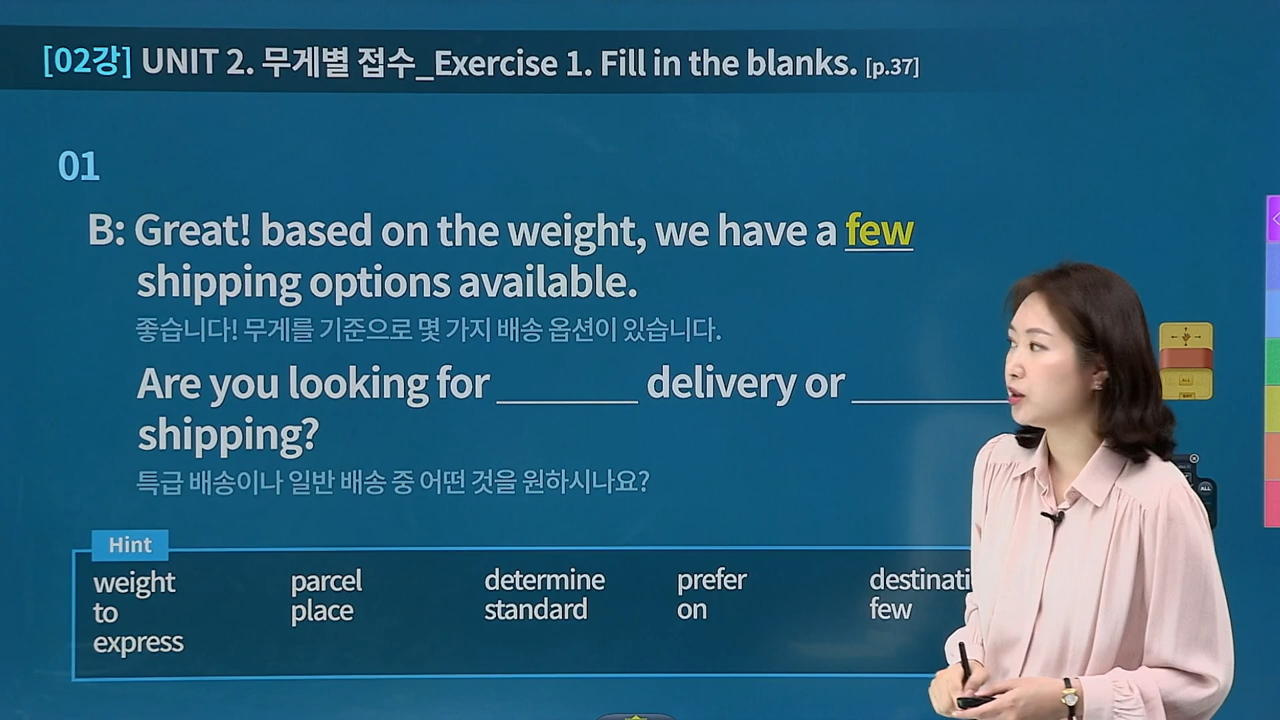 [02강] UNIT 2. 무게별 접수_Exercise 1. Fill in the blanks. [p.37]
01
B: Great! based on the weight, we have a few
shipping options available.
좋습니다! 무게를 기준으로 몇 가지 배송 옵션이 있습니다.
Are you looking for ________ delivery or _________
shipping?
특급 배송이나 일반 배송 중 어떤 것을 원하시나요?
Hint
weight parcel determine prefer
to place standard on few
express
ALL
ALL